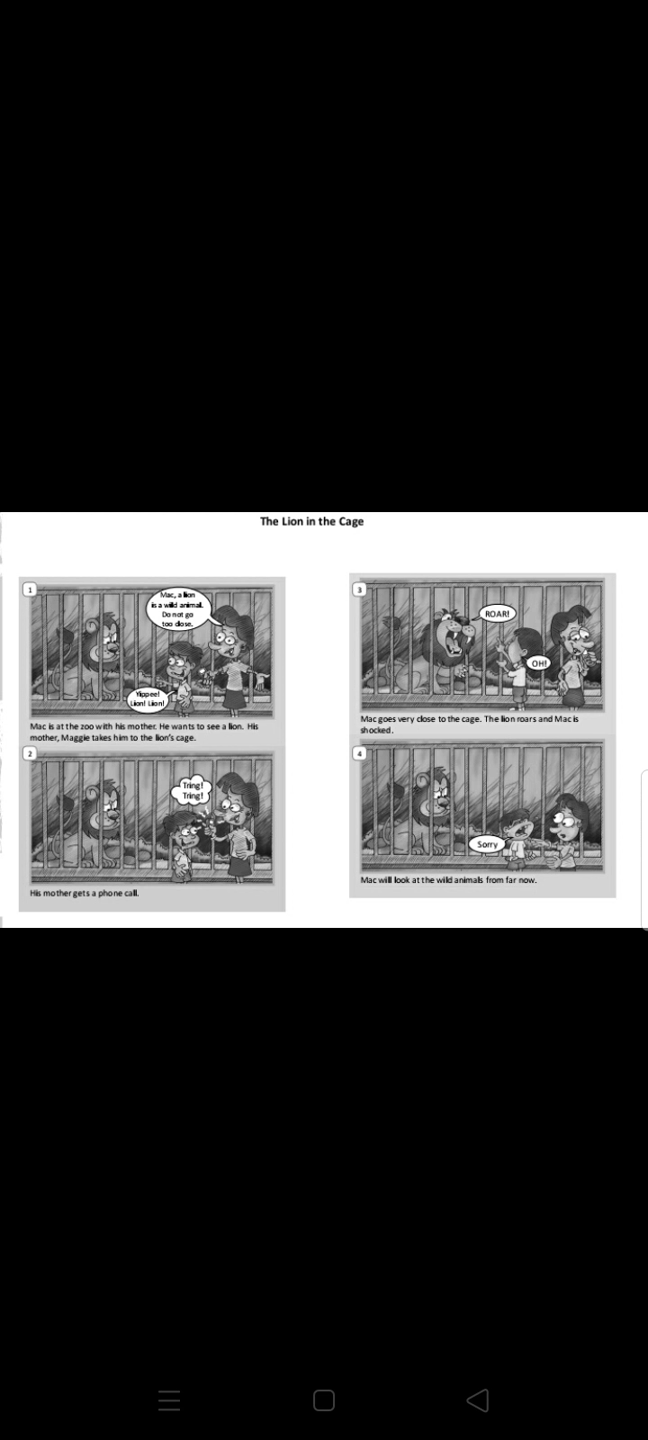 The Lion in the Cage
1
Mac, a lion
is a wild animal.
Do not go
too close.
Yippee!
Lion! Lion!
Mac is at the zoo with his mother. He wants to see a lion. His
mother, Maggie takes him to the lion's cage.
2
Tring!
Tring!
His mother gets a phone call.
3
ROAR!
OH!
Mac goes very close to the cage. The lion roars and Mac is
shocked.
4
Sorry
Mac will look at the wild animals from far now.